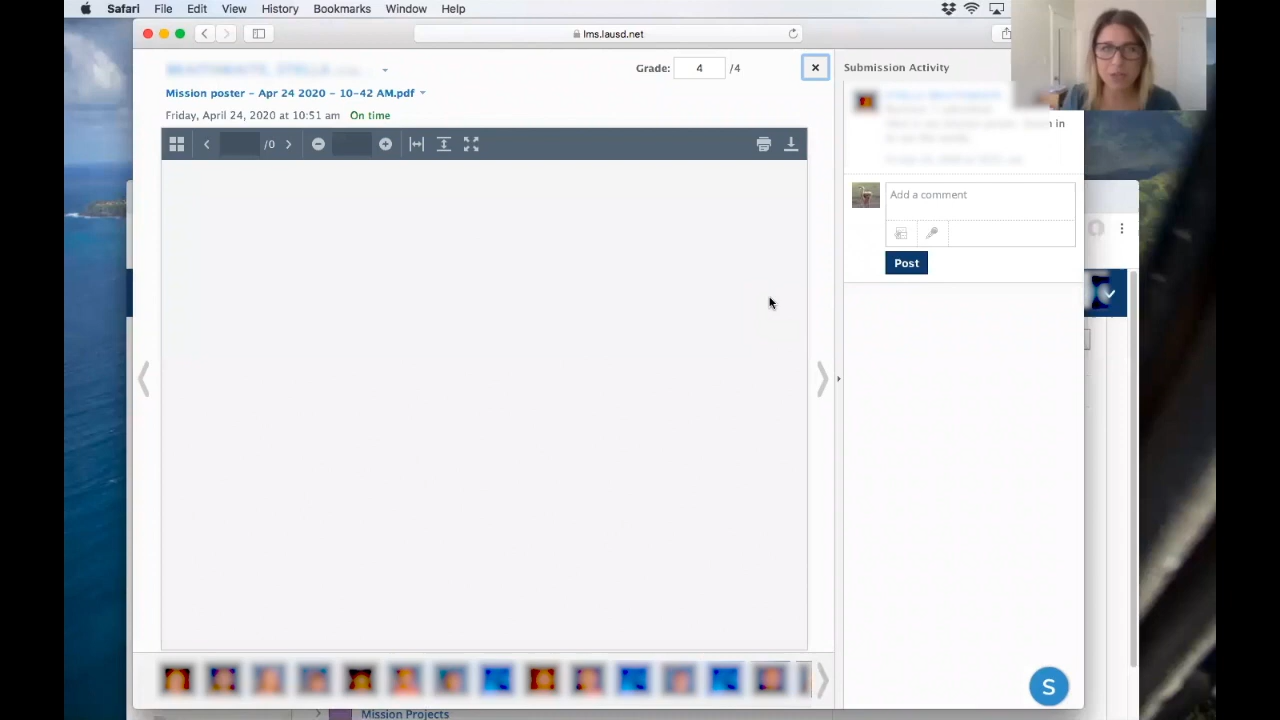 Safari File Edit View History Bookmarks Window Help
lms.lausd.net
Grade: 4 /4
Submission Activity
Mission poster - Apr 24 2020 - 10-42 AM.pdf
Friday, April 24, 2020 at 10:51 am On time
in
/0
Add a comment
Post
S
Mission Projects